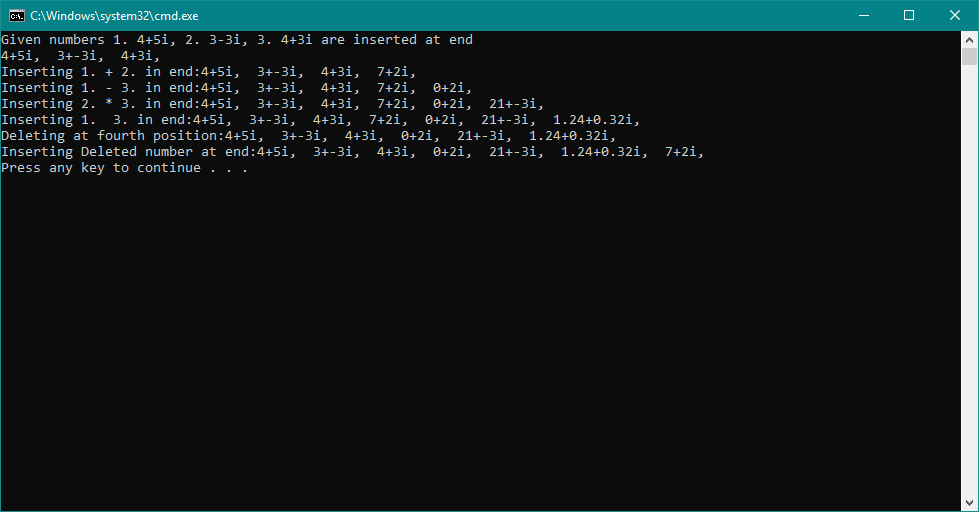 C:\Windows\system32\cmd.exe
Given numbers 1. 4+5i, 2. 3-3i, 3. 4+3i are inserted at end
4+5i,  3+-3i,  4+3i,
Inserting 1. + 2. in end:4+5i,  3+-3i,  4+3i,  7+2i,
Inserting 1. - 3. in end:4+5i,  3+-3i,  4+3i,  7+2i,  0+2i,
Inserting 2. * 3. in end:4+5i,  3+-3i,  4+3i,  7+2i,  0+2i,  21+-3i,
Inserting 1.  3. in end:4+5i,  3+-3i,  4+3i,  7+2i,  0+2i,  21+-3i,  1.24+0.32i,
Deleting at fourth position:4+5i,  3+-3i,  4+3i,  0+2i,  21+-3i,  1.24+0.32i,
Inserting Deleted number at end:4+5i,  3+-3i,  4+3i,  0+2i,  21+-3i,  1.24+0.32i,  7+2i,
Press any key to continue . . .